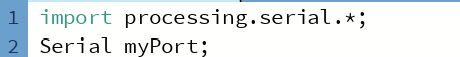 1 import processing.serial.*;
2 Serial myPort;